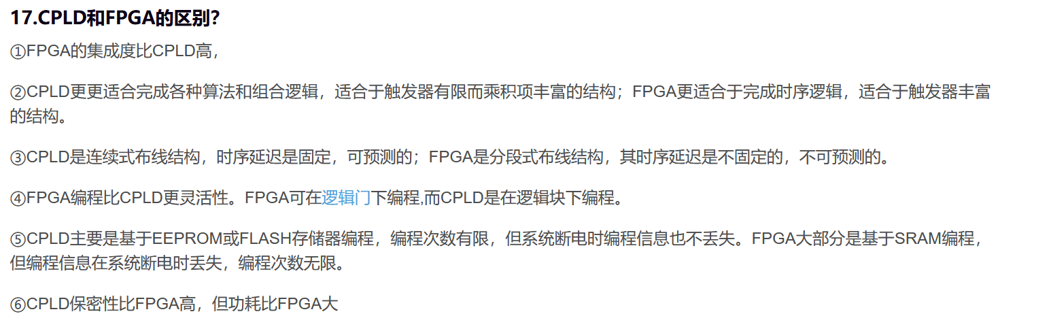 17.CPLD和FPGA的区别？
①FPGA的集成度比CPLD高，
②CPLD更更适合完成各种算法和组合逻辑，适合于触发器有限而乘积项丰富的结构；FPGA更适合于完成时序逻辑，适合于触发器丰富
的结构。
③CPLD是连续式布线结构，时序延迟是固定，可预测的；FPGA是分段式布线结构，其时序延迟是不固定的，不可预测的。
④FPGA编程比CPLD更灵活性。FPGA可在逻辑门下编程,而CPLD是在逻辑块下编程。
⑤CPLD主要是基于EEPROM或FLASH存储器编程，编程次数有限，但系统断电时编程信息也不丢失。FPGA大部分是基于SRAM编程，
但编程信息在系统断电时丢失，编程次数无限。
⑥CPLD保密性比FPGA高，但功耗比FPGA大